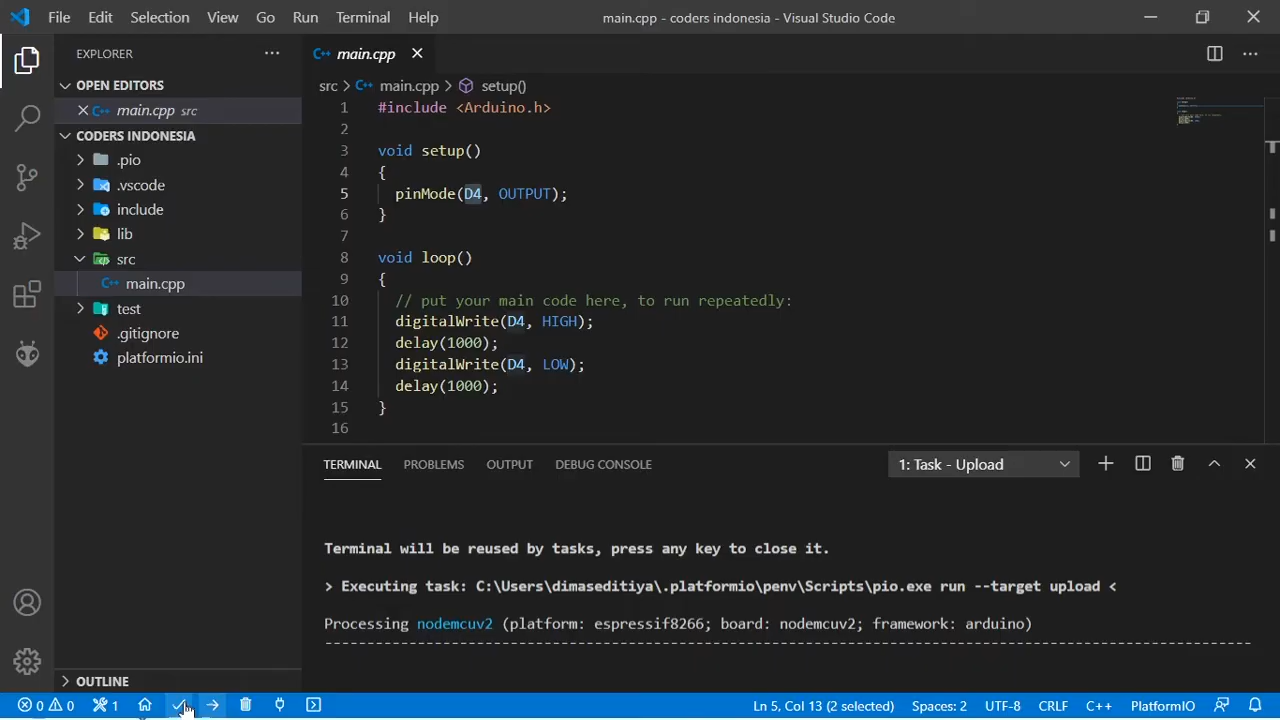 File Edit Selection View Go Run Terminal Help
main.cpp - coders indonesia - Visual Studio Code
EXPLORER
OPEN EDITORS
main.cpp src
CODERS INDONESIA
.pio
.vscode
include
lib
src
main.cpp
test
.gitignore
platformio.ini
OUTLINE
main.cpp
src > main.cpp > setup()
1 #include <Arduino.h>
2
3 void setup()
4 {
5 pinMode(D4, OUTPUT);
6 }
7
8 void loop()
9 {
10 // put your main code here, to run repeatedly:
11 digitalWrite(D4, HIGH);
12 delay(1000);
13 digitalWrite(D4, LOW);
14 delay(1000);
15 }
16
TERMINAL PROBLEMS OUTPUT DEBUG CONSOLE
1: Task - Upload
Terminal will be reused by tasks, press any key to close it.
> Executing task: C:\Users\dimaseditiya\.platformio\penv\Scripts\pio.exe run --target upload <
Processing nodemcuv2 (platform: espressif8266; board: nodemcuv2; framework: arduino)
--------------------------------------------------------------------------------
0 0 1
Ln 5, Col 13 (2 selected) Spaces: 2 UTF-8 CRLF C++ PlatformIO